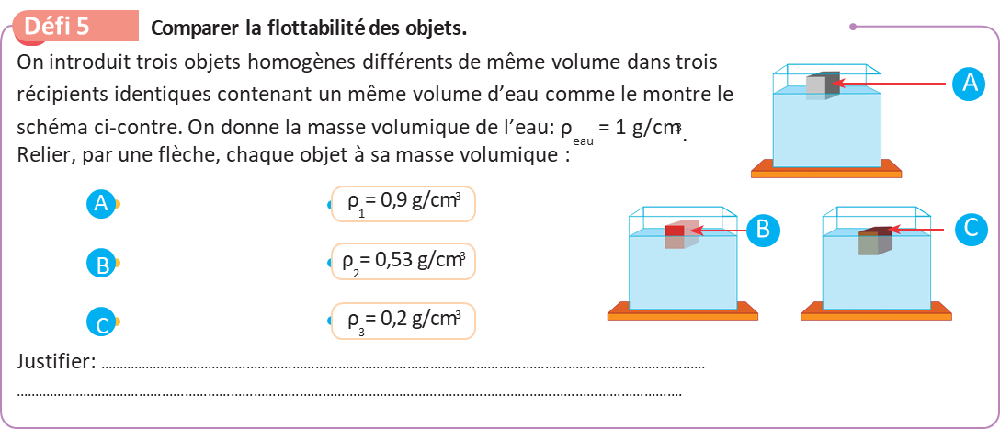 Défi 5
Comparer la flottabilité des objets.
On introduit trois objets homogènes différents de même volume dans trois
récipients identiques contenant un même volume d’eau comme le montre le
schéma ci-contre. On donne la masse volumique de l’eau: ρeau = 1 g/cm³.
Relier, par une flèche, chaque objet à sa masse volumique :
A
B
C
A ρ1= 0,9 g/cm³
B ρ2= 0,53 g/cm³
C ρ3= 0,2 g/cm³
Justifier: ........................................................................
........................................................................